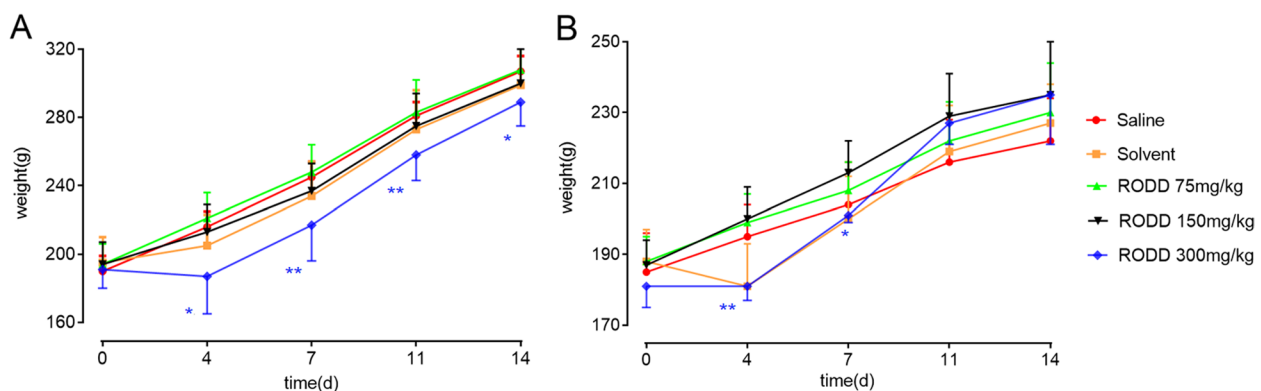 A
320
280
240
200
160
weight(g)
0
4
7
11
14
time(d)
*
**
**
*
B
250
230
210
190
170
weight(g)
0
4
7
11
14
time(d)
**
*
Saline
Solvent
RODD 75mg/kg
RODD 150mg/kg
RODD 300mg/kg